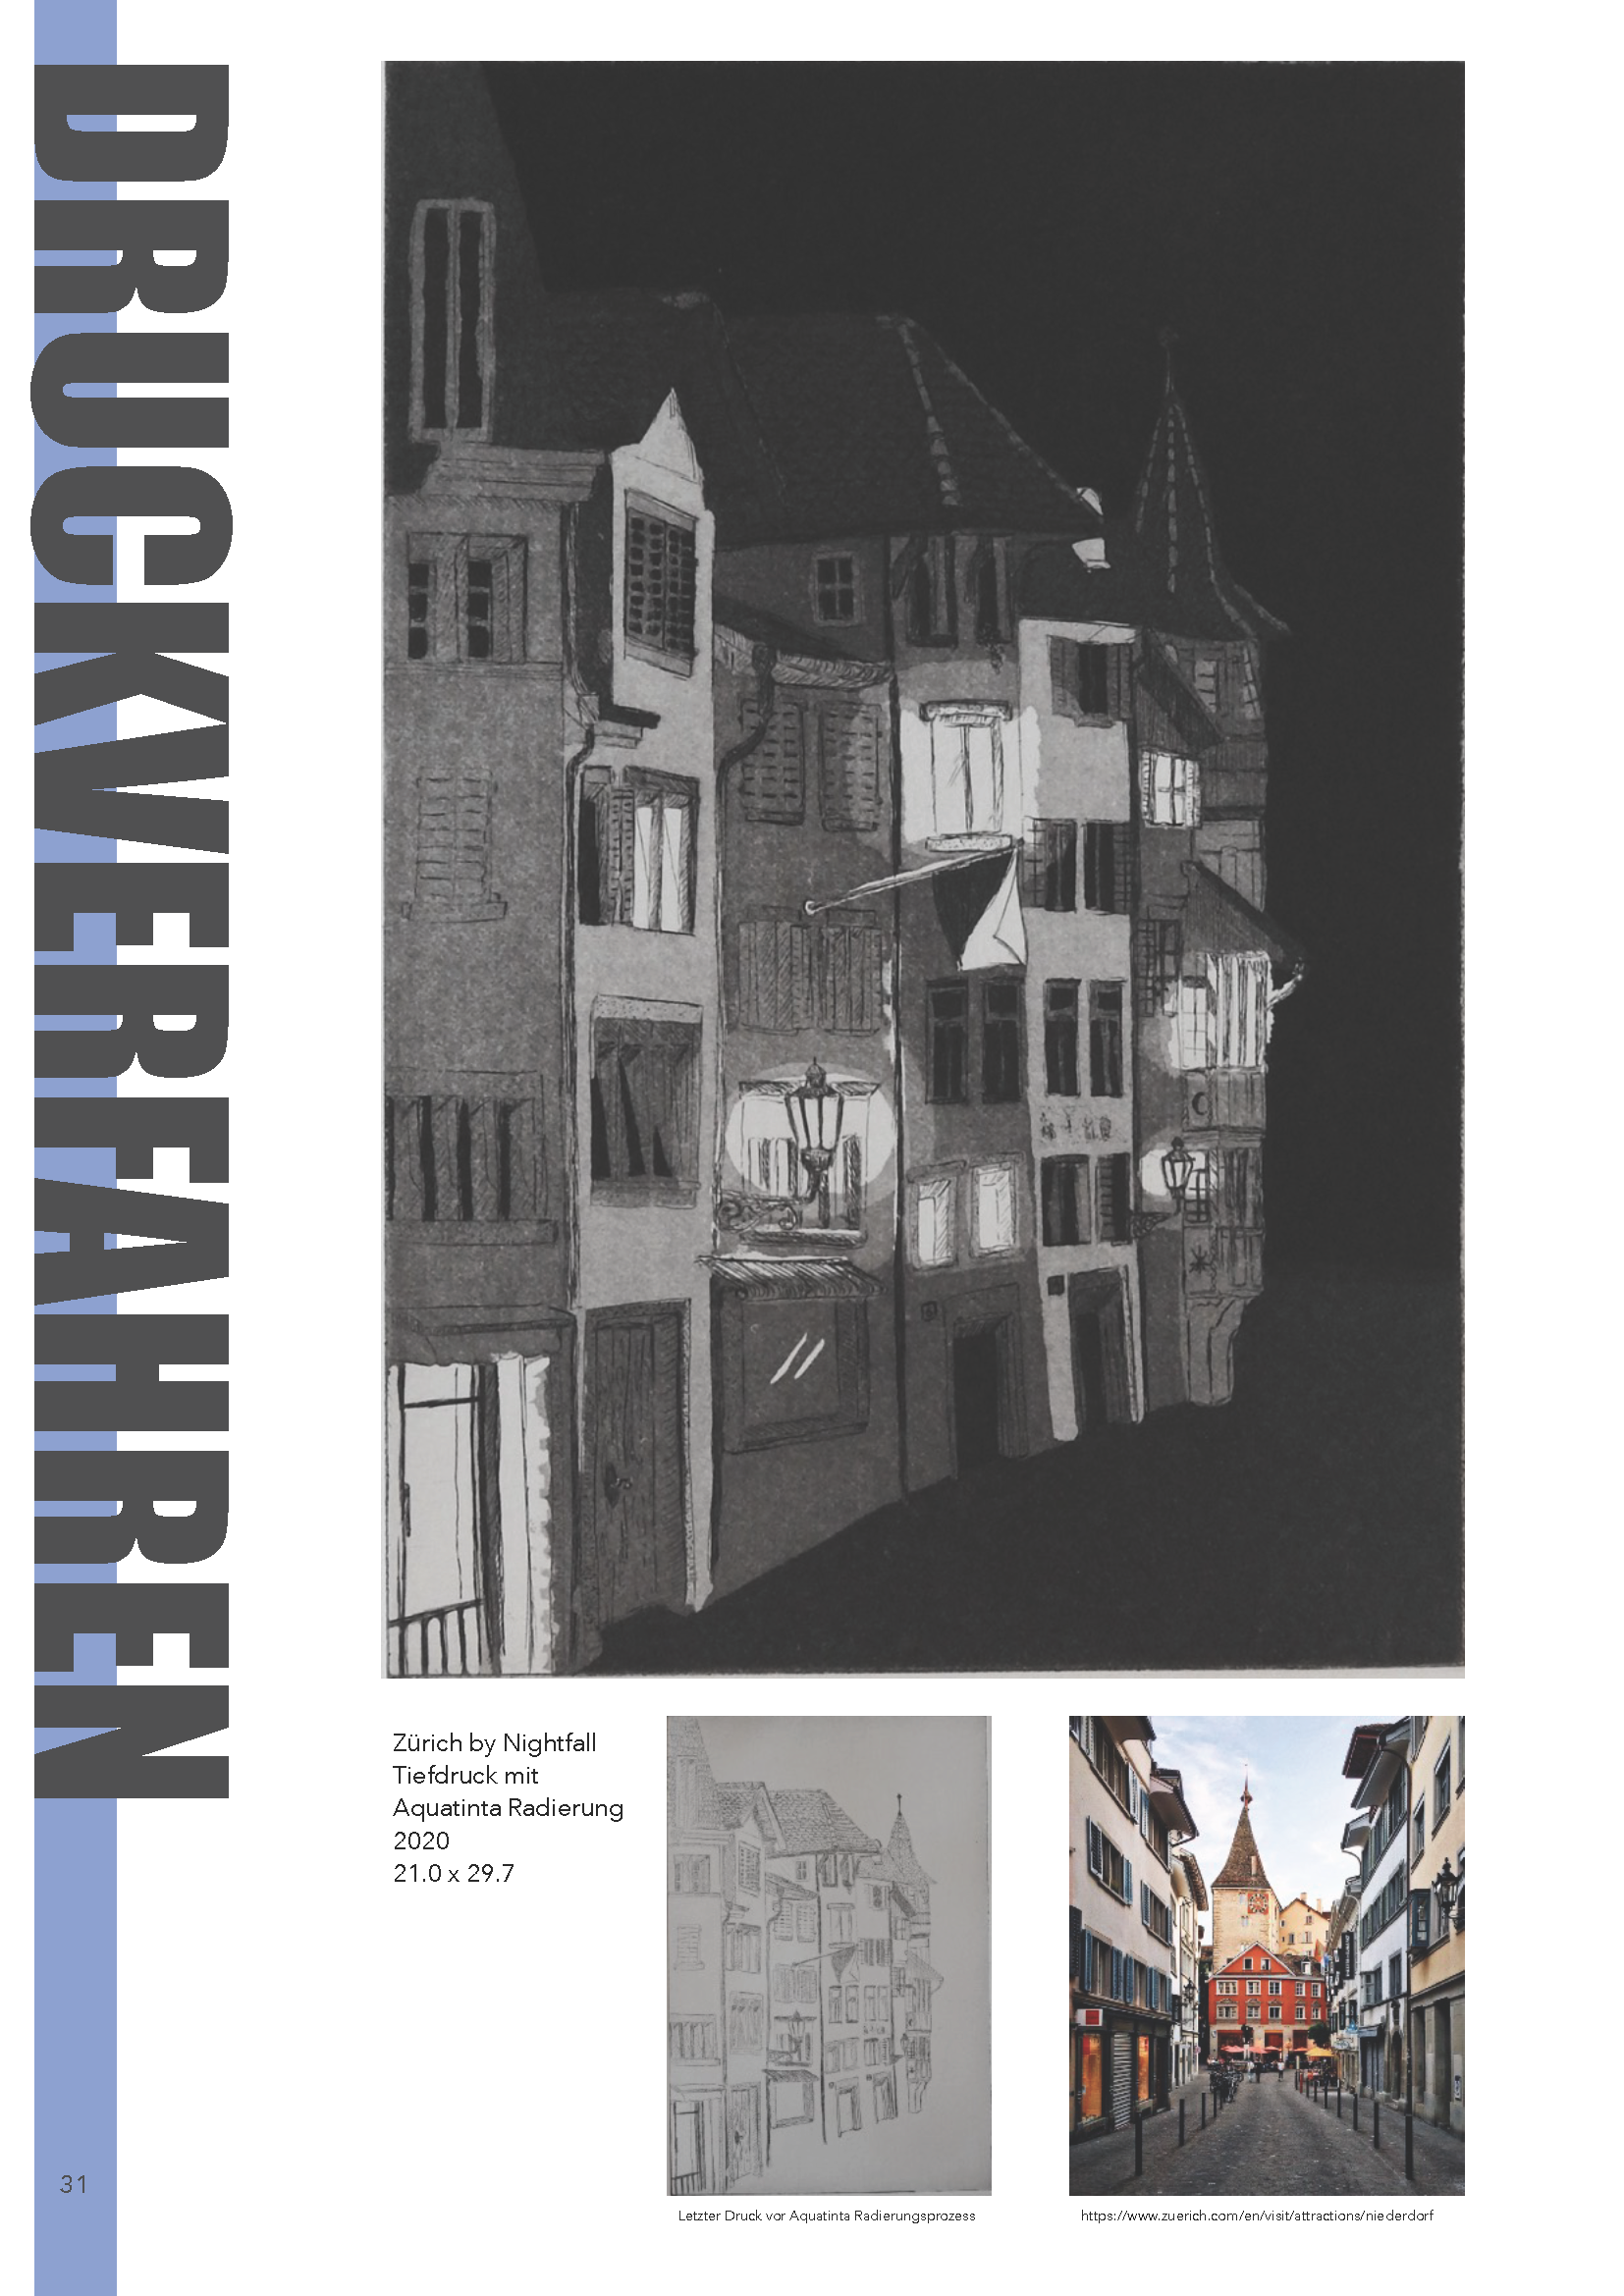 DRUCKVERFAHREN
Zürich by Nightfall
Tiefdruck mit
Aquatinta Radierung
2020
21.0 x 29.7
Letzter Druck vor Aquatinta Radierungsprozess
https://www.zuerich.com/en/visit/attractions/niederdorf
31